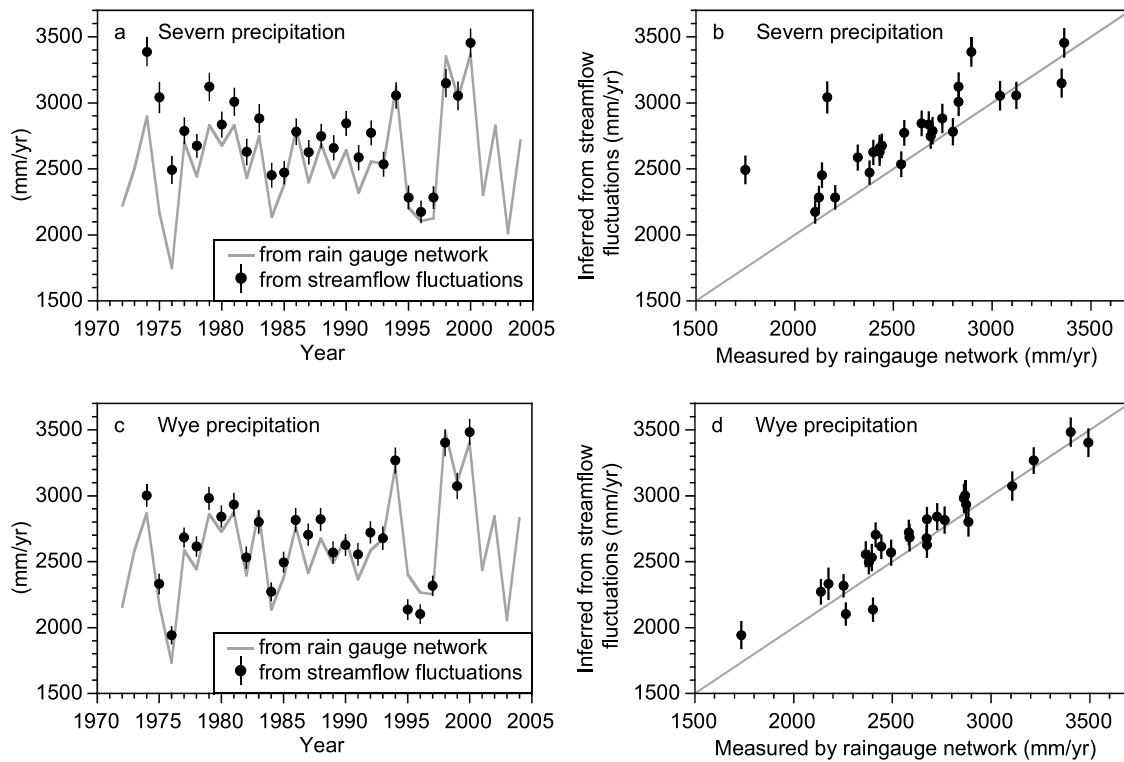 a Severn precipitation
(mm/yr)
3500
3000
2500
2000
1500
from rain gauge network
from streamflow fluctuations
1970 1975 1980 1985 1990 1995 2000 2005
Year
b Severn precipitation
Inferred from streamflow
fluctuations (mm/yr)
3500
3000
2500
2000
1500
1500 2000 2500 3000 3500
Measured by raingauge network (mm/yr)
c Wye precipitation
(mm/yr)
3500
3000
2500
2000
1500
from rain gauge network
from streamflow fluctuations
1970 1975 1980 1985 1990 1995 2000 2005
Year
d Wye precipitation
Inferred from streamflow
fluctuations (mm/yr)
3500
3000
2500
2000
1500
1500 2000 2500 3000 3500
Measured by raingauge network (mm/yr)